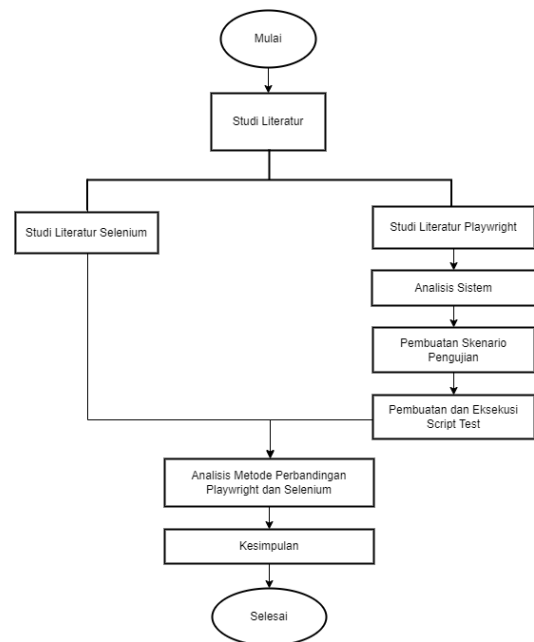 Mulai
Studi Literatur
Studi Literatur Selenium
Studi Literatur Playwright
Analisis Sistem
Pembuatan Skenario
Pengujian
Pembuatan dan Eksekusi
Script Test
Analisis Metode Perbandingan
Playwright dan Selenium
Kesimpulan
Selesai